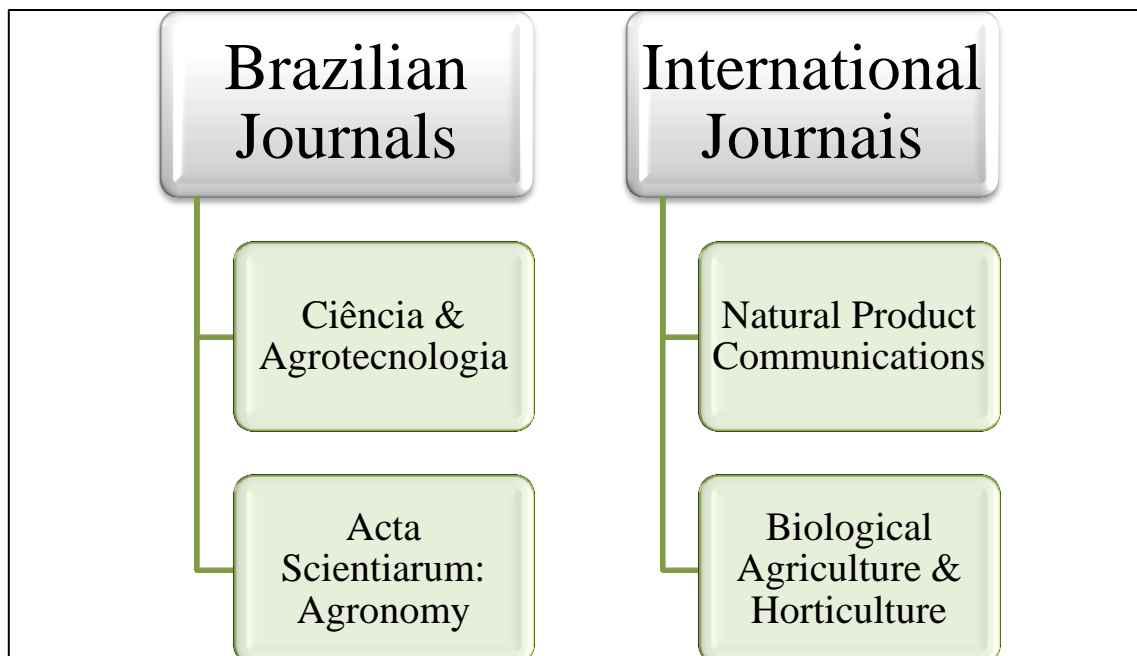 Brazilian
Journals
Ciência &
Agrotecnologia
Acta
Scientiarum:
Agronomy
International
Journais
Natural Product
Communications
Biological
Agriculture &
Horticulture